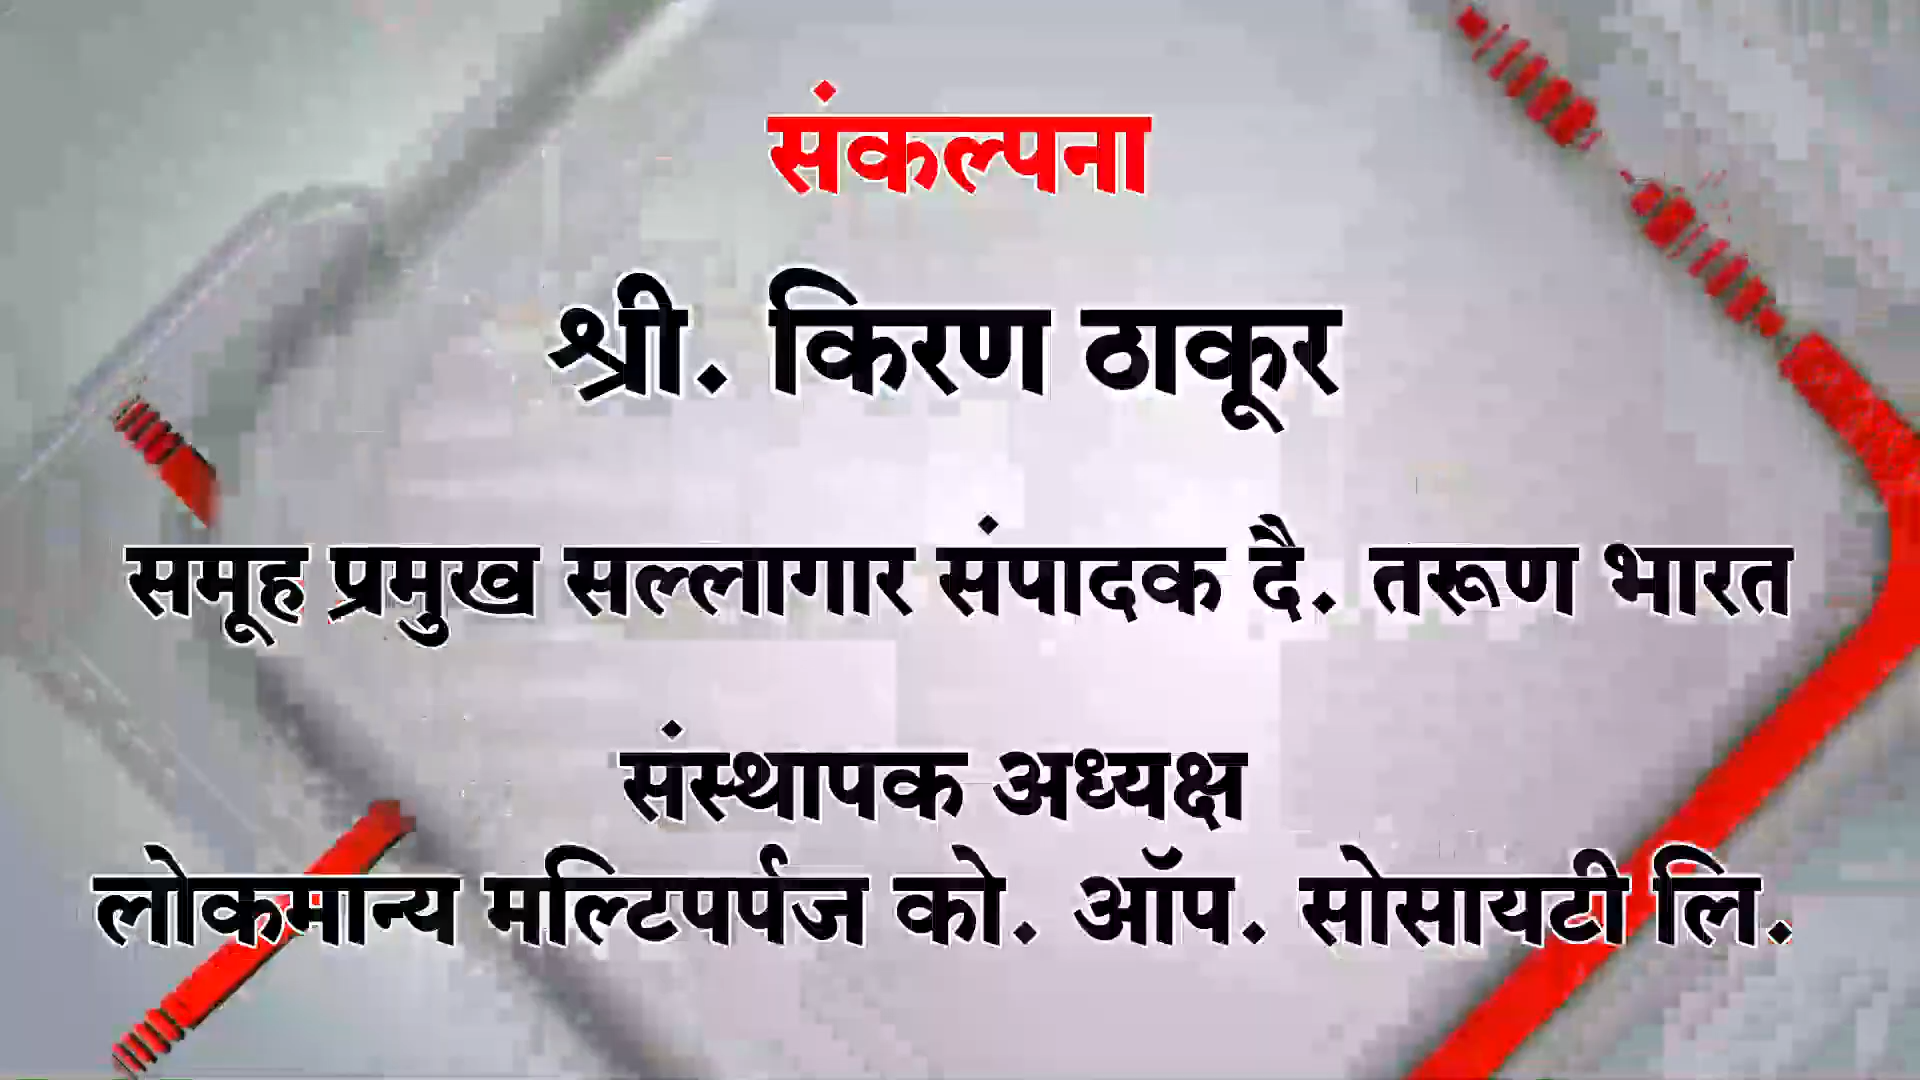 संकल्पना
श्री. किरण ठाकूर
समूह प्रमुख सल्लागार संपादक दै. तरूण भारत
संस्थापक अध्यक्ष
लोकमान्य मल्टिपर्पज को. ऑप. सोसायटी लि.